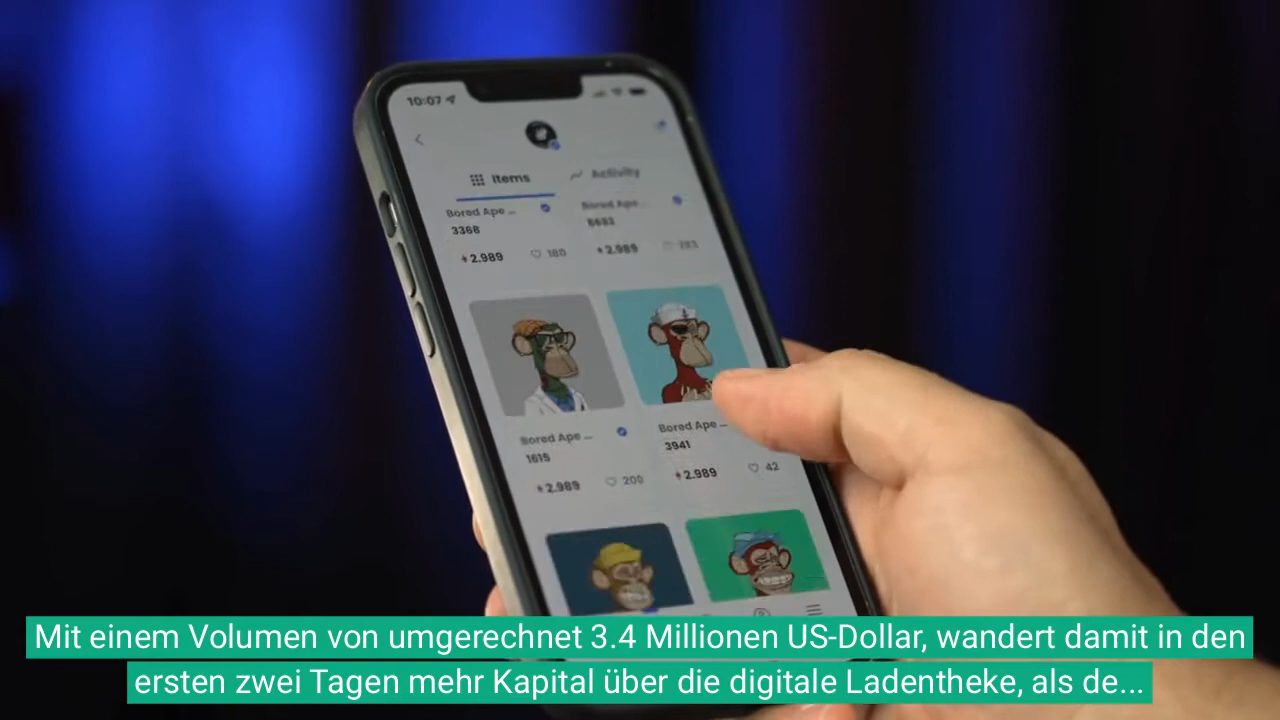 10:07
Items Activity
Bored Ape ... Bored Ape ...
3368
2.989 180 2.989
Bored Ape ... Bored Ape ...
1615 3941
2.989 200 2.989 42
Mit einem Volumen von umgerechnet 3.4 Millionen US-Dollar, wandert damit in den
ersten zwei Tagen mehr Kapital über die digitale Ladentheke, als de...